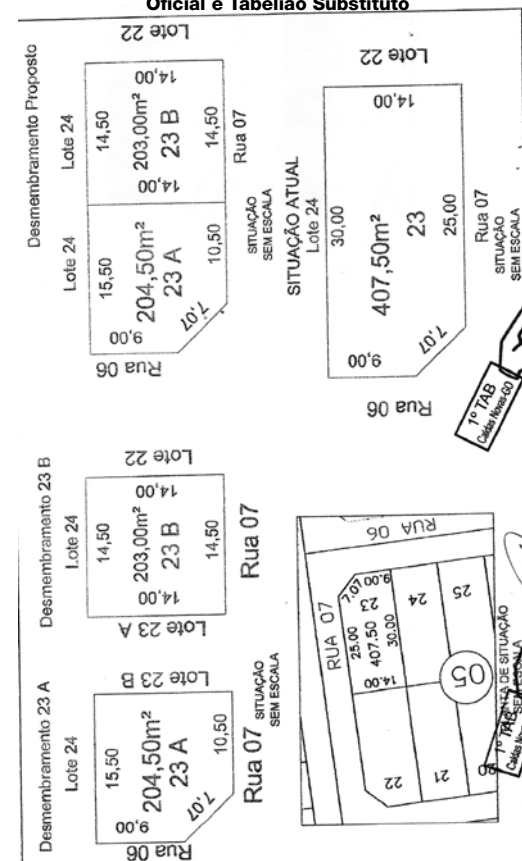 Oficial e Tabelião Substituto
Desmembramento Proposto
Lote 24
Lote 24
15,50
14,50
204,50m²
23 A
203,00m²
23 B
9,00
14,00
14,00
7,07
10,50
14,50
Rua 06
Lote 22
Rua 07
SITUAÇÃO
SEM ESCALA
SITUAÇÃO ATUAL
Lote 24
30,00
407,50m²
23
9,00
14,00
7,07
25,00
Rua 06
Lote 22
Rua 07
SITUAÇÃO
SEM ESCALA
1º TAB
Caldas Novas-GO
Desmembramento 23 B
Lote 24
14,50
203,00m²
23 B
14,00
14,00
14,50
Lote 23 A
Lote 22
Rua 07
Desmembramento 23 A
Lote 24
15,50
204,50m²
23 A
9,00
7,07
10,50
Rua 06
Lote 23 B
Rua 07
SITUAÇÃO
SEM ESCALA
RUA 07
RUA 06
7.07
9.00
25.00
23
407.50
30.00
14.00
24
25
22
21
05
DE SITUAÇÃO
SEM ESCALA
1º TAB